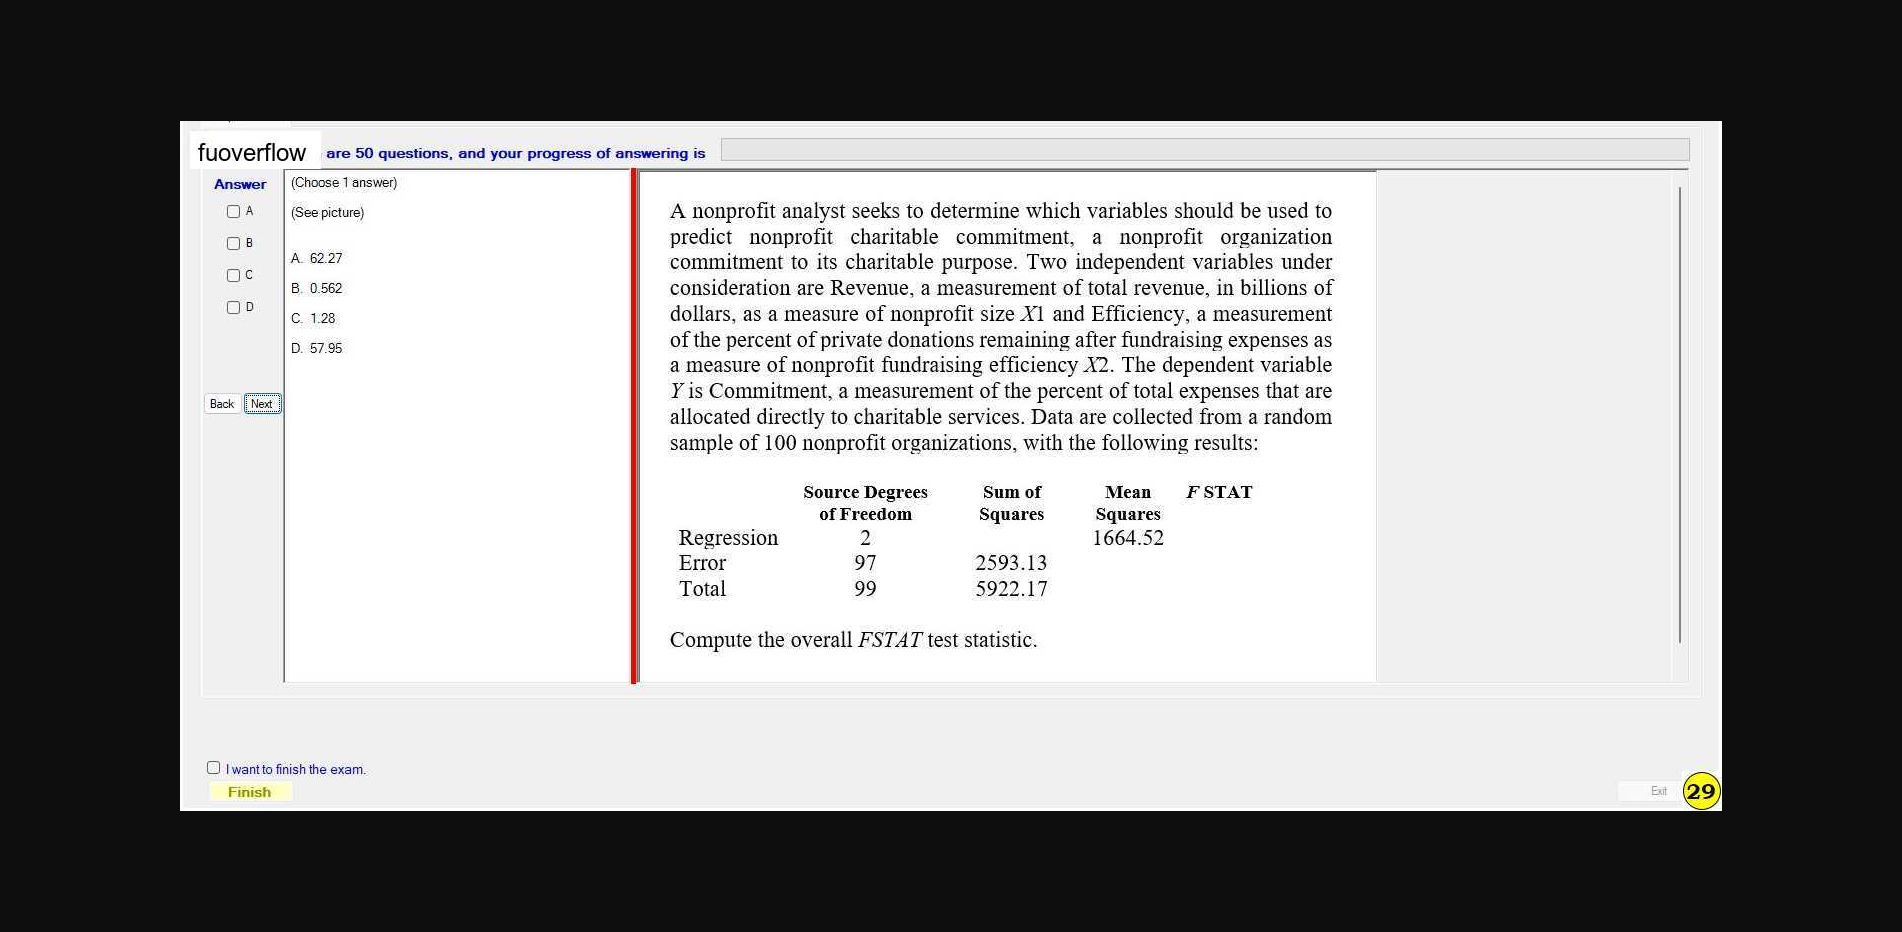 fuoverflow are 50 questions, and your progress of answering is
Answer
A
B
C
D
Back Next
(Choose 1 answer)
(See picture)
A. 62.27
B. 0.562
C. 1.28
D. 57.95
A nonprofit analyst seeks to determine which variables should be used to
predict nonprofit charitable commitment, a nonprofit organization
commitment to its charitable purpose. Two independent variables under
consideration are Revenue, a measurement of total revenue, in billions of
dollars, as a measure of nonprofit size X1 and Efficiency, a measurement
of the percent of private donations remaining after fundraising expenses as
a measure of nonprofit fundraising efficiency X2. The dependent variable
Y is Commitment, a measurement of the percent of total expenses that are
allocated directly to charitable services. Data are collected from a random
sample of 100 nonprofit organizations, with the following results:
Source Degrees Sum of Mean F STAT
of Freedom Squares Squares
Regression 2 1664.52
Error 97 2593.13
Total 99 5922.17
Compute the overall FSTAT test statistic.
I want to finish the exam.
Finish
Exit 29